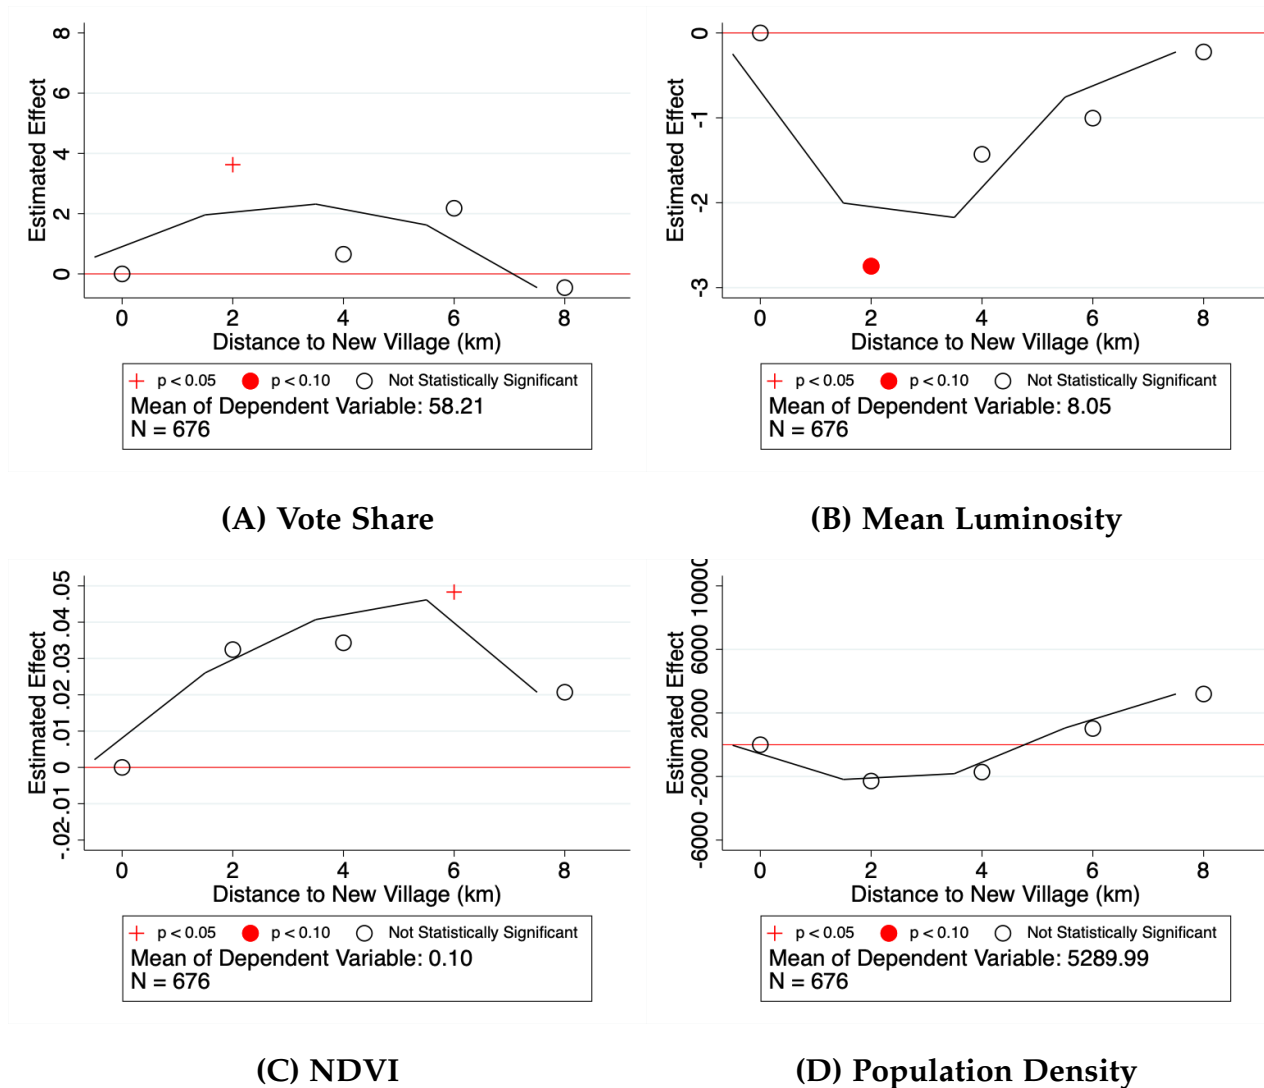 Estimated Effect
8
6
4
2
0
0 2 4 6 8
Distance to New Village (km)
p < 0.05 p < 0.10 Not Statistically Significant
Mean of Dependent Variable: 58.21
N = 676
(A) Vote Share
Estimated Effect
0
-1
-2
-3
0 2 4 6 8
Distance to New Village (km)
p < 0.05 p < 0.10 Not Statistically Significant
Mean of Dependent Variable: 8.05
N = 676
(B) Mean Luminosity
Estimated Effect
.05
.04
.03
.02
.01
0
-.01
-.02
0 2 4 6 8
Distance to New Village (km)
p < 0.05 p < 0.10 Not Statistically Significant
Mean of Dependent Variable: 0.10
N = 676
(C) NDVI
Estimated Effect
10000
6000
2000
-2000
-6000
0 2 4 6 8
Distance to New Village (km)
p < 0.05 p < 0.10 Not Statistically Significant
Mean of Dependent Variable: 5289.99
N = 676
(D) Population Density